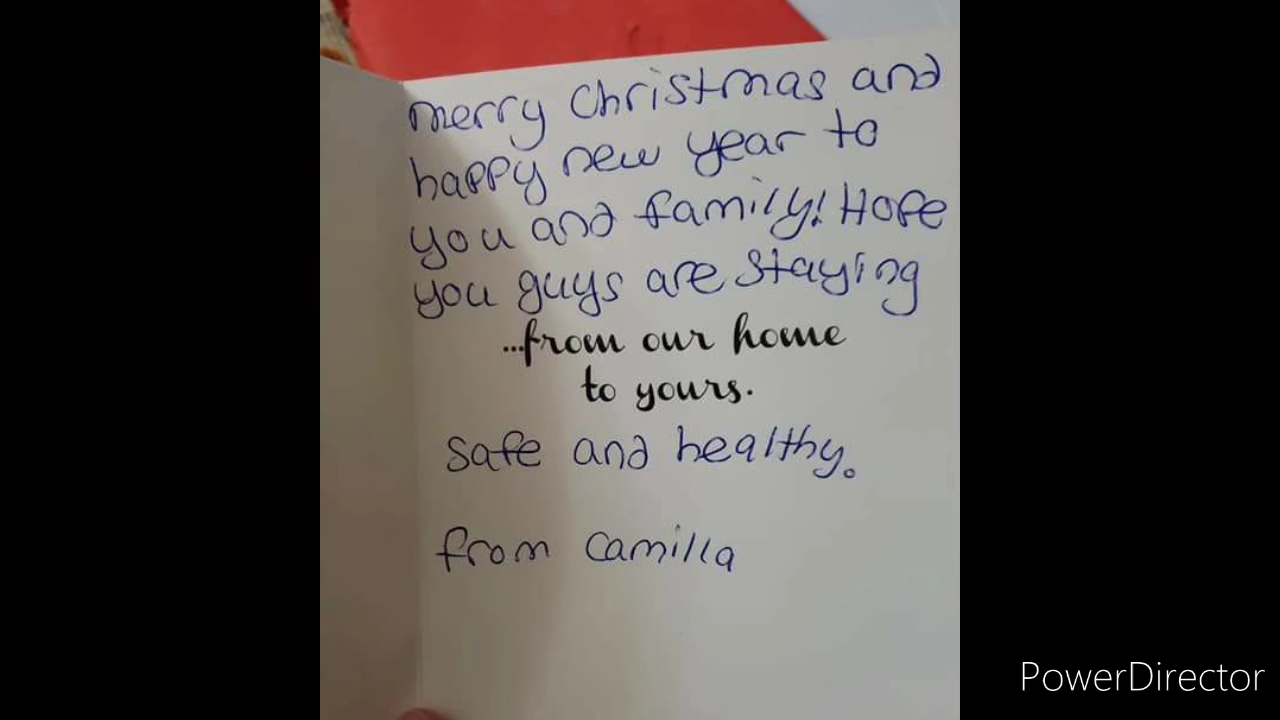 merry Christmas and
happy new year to
you and family! Hope
you guys are staying
...from our home
to yours.
safe and healthy.
from Camilla
PowerDirector